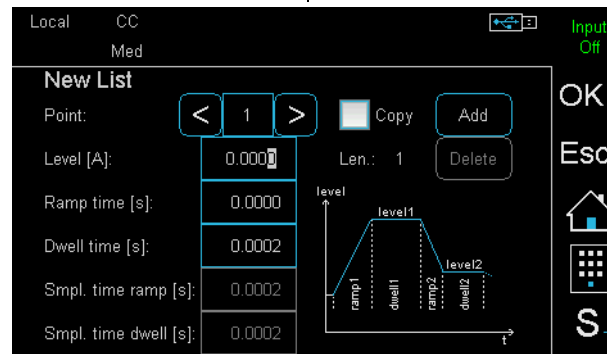 Local CC
Med
Input
Off
New List
Point: < 1 > Copy Add
OK
Level [A]: 0.0000 Len.: 1 Delete
Esc
Ramp time [s]: 0.0000
Dwell time [s]: 0.0002
Smpl. time ramp [s]: 0.0002
Smpl. time dwell [s]: 0.0002
level
level1
level2
ramp1
dwell1
ramp2
dwell2
t
S